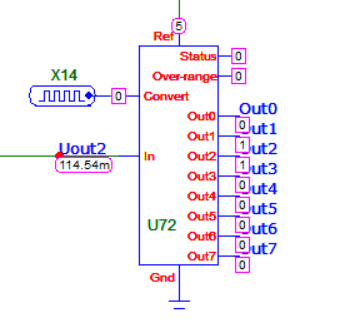 5
Ref
Status 0
Over-range 0
X14
0 Convert
Out0 Out0
0
Out1 ut1
1
Uout2 In Out2 ut2
114.54m 1
Out3 ut3
0
Out4 ut4
0
U72 Out5 ut5
0
Out6 ut6
0
Out7 ut7
0
Gnd